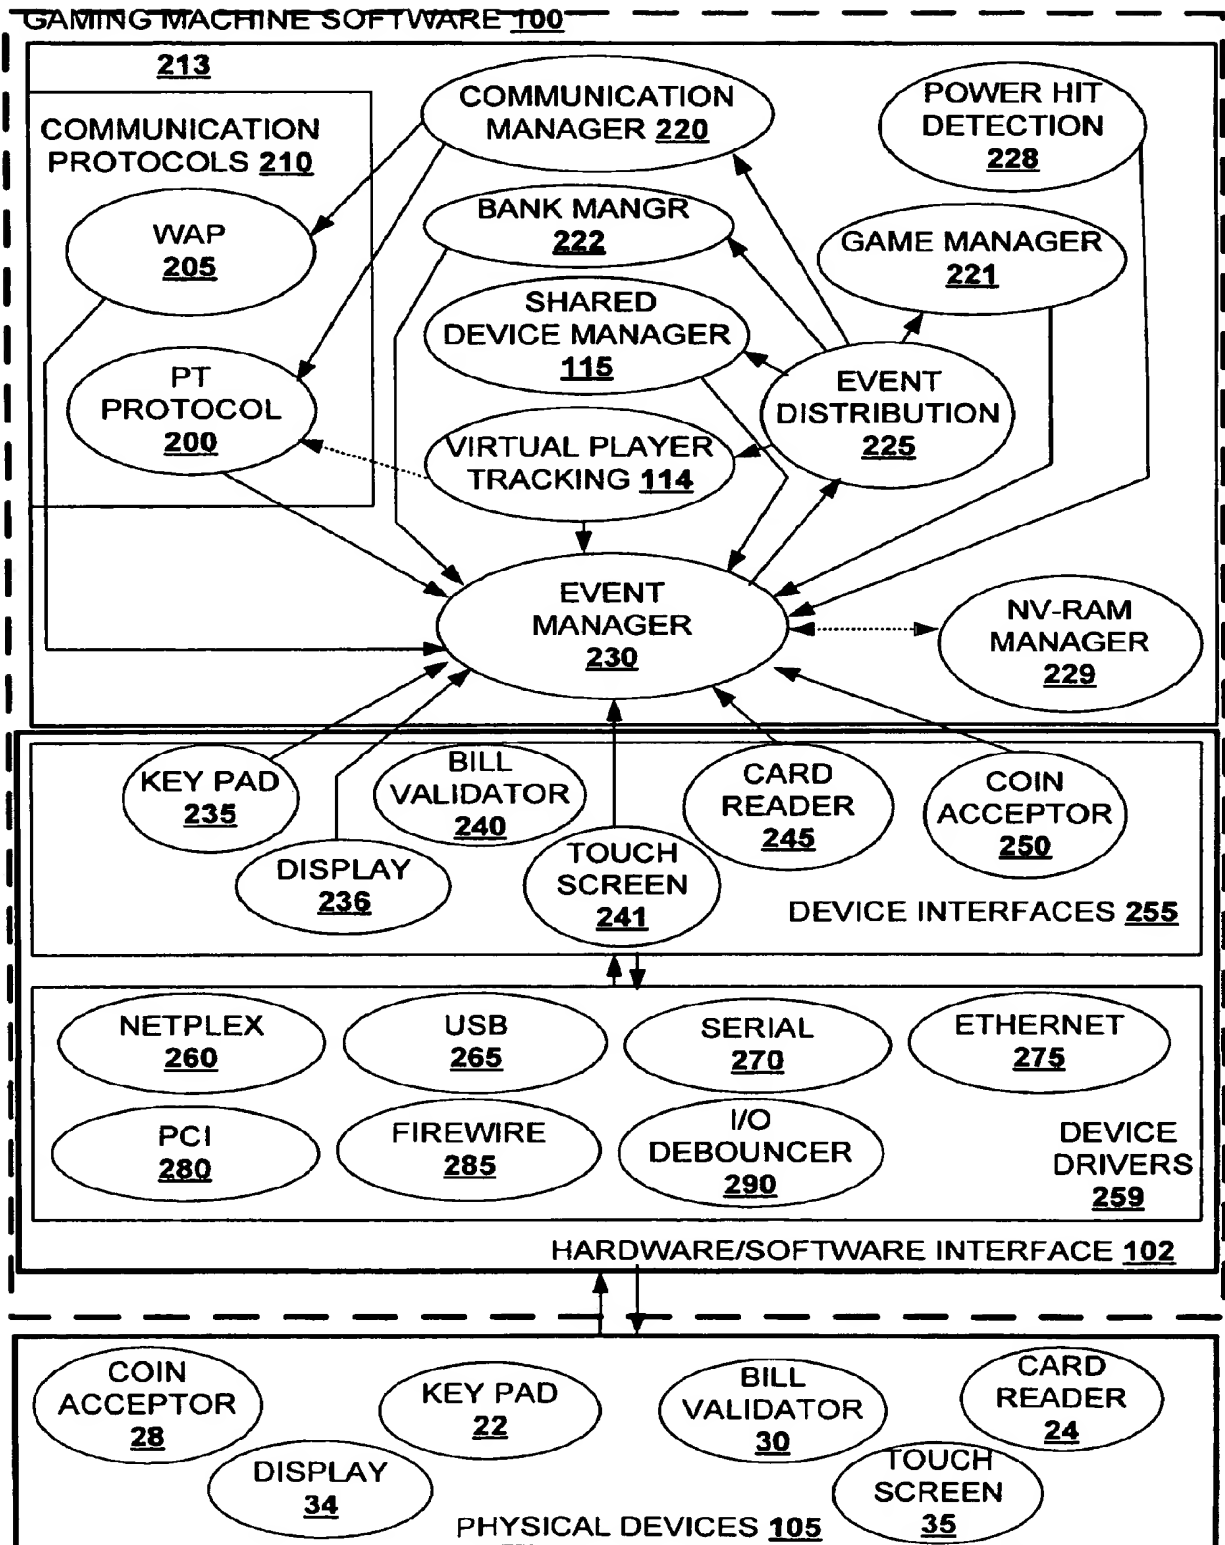 GAMING MACHINE SOFTWARE 100
213
COMMUNICATION
PROTOCOLS 210
WAP
205
PT
PROTOCOL
200
COMMUNICATION
MANAGER 220
BANK MANGR
222
SHARED
DEVICE MANAGER
115
VIRTUAL PLAYER
TRACKING 114
POWER HIT
DETECTION
228
GAME MANAGER
221
EVENT
DISTRIBUTION
225
EVENT
MANAGER
230
NV-RAM
MANAGER
229
KEY PAD
235
DISPLAY
236
BILL
VALIDATOR
240
TOUCH
SCREEN
241
CARD
READER
245
COIN
ACCEPTOR
250
DEVICE INTERFACES 255
NETPLEX
260
USB
265
SERIAL
270
ETHERNET
275
PCI
280
FIREWIRE
285
I/O
DEBOUNCER
290
DEVICE
DRIVERS
259
HARDWARE/SOFTWARE INTERFACE 102
COIN
ACCEPTOR
28
DISPLAY
34
KEY PAD
22
BILL
VALIDATOR
30
CARD
READER
24
TOUCH
SCREEN
35
PHYSICAL DEVICES 105